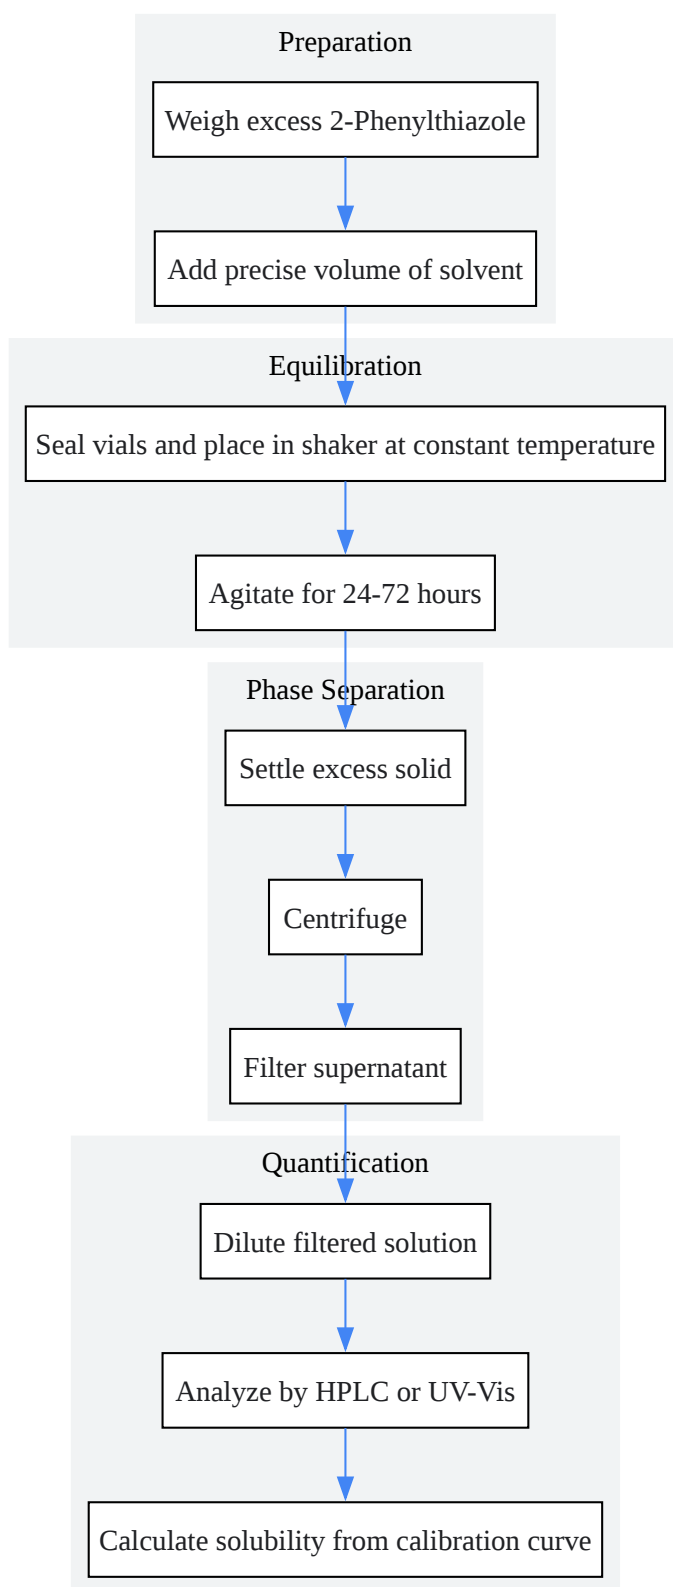 Preparation
Weigh excess 2-Phenylthiazole
Add precise volume of solvent
Equilibration
Seal vials and place in shaker at constant temperature
Agitate for 24-72 hours
Phase Separation
Settle excess solid
Centrifuge
Filter supernatant
Quantification
Dilute filtered solution
Analyze by HPLC or UV-Vis
Calculate solubility from calibration curve